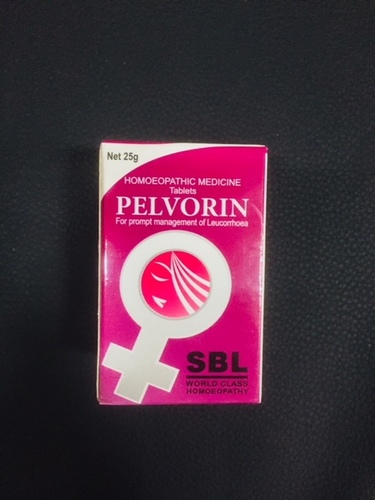 Net 25g
HOMOEOPATHIC MEDICINE
Tablets
PELVORIN
For prompt management of Leucorrhoea
SBL
WORLD CLASS
HOMOEOPATHY